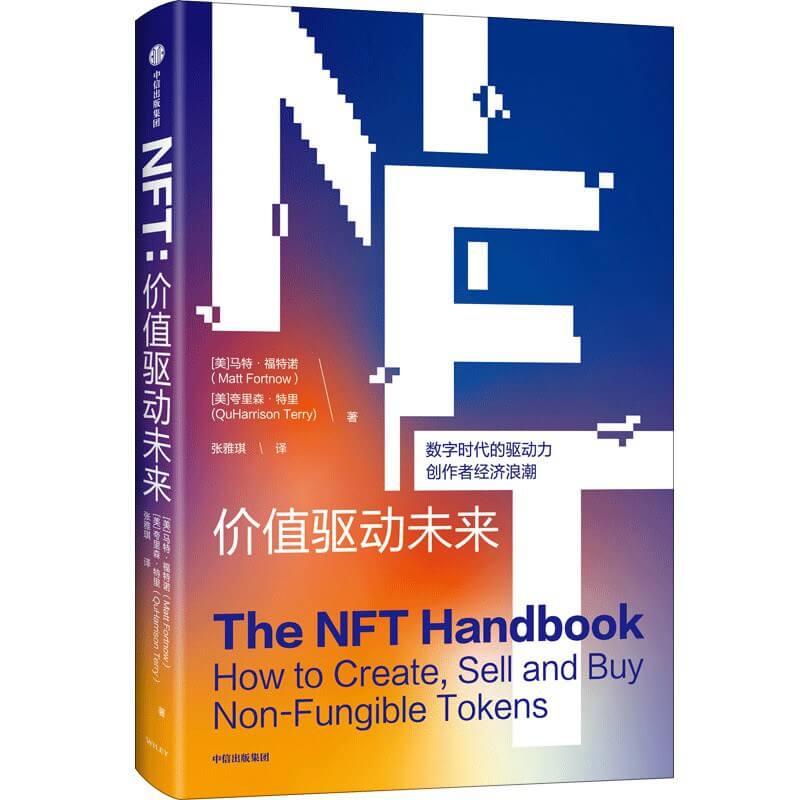 中信出版集团
NFT：价值驱动未来
[美]马特·福特诺（Matt Fortnow）
[美]夸里森·特里（QuHarrison Terry）
著
张雅琪 译
WILEY
NFT
[美]马特·福特诺
(Matt Fortnow)
[美]夸里森·特里
(QuHarrison Terry)
著
张雅琪 \ 译
数字时代的驱动力
创作者经济浪潮
价值驱动未来
The NFT Handbook
How to Create, Sell and Buy
Non-Fungible Tokens
中信出版集团